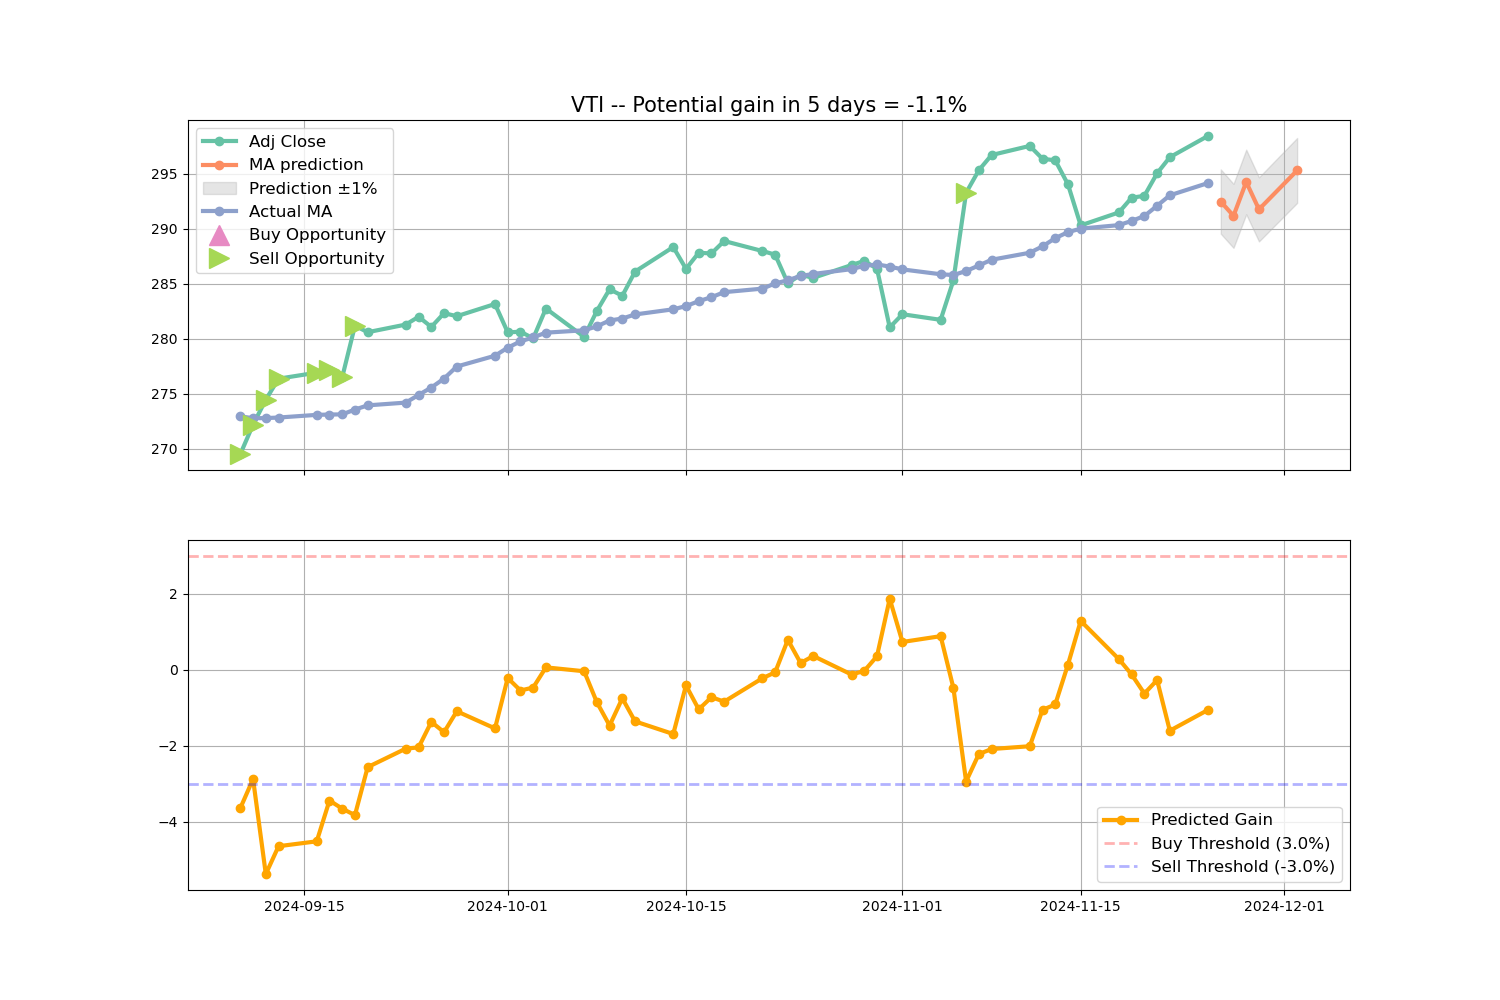 VTI -- Potential gain in 5 days = -1.1%
Adj Close
MA prediction
Prediction ±1%
Actual MA
Buy Opportunity
Sell Opportunity
295
290
285
280
275
270
2
0
−2
−4
Predicted Gain
Buy Threshold (3.0%)
Sell Threshold (-3.0%)
2024-09-15
2024-10-01
2024-10-15
2024-11-01
2024-11-15
2024-12-01